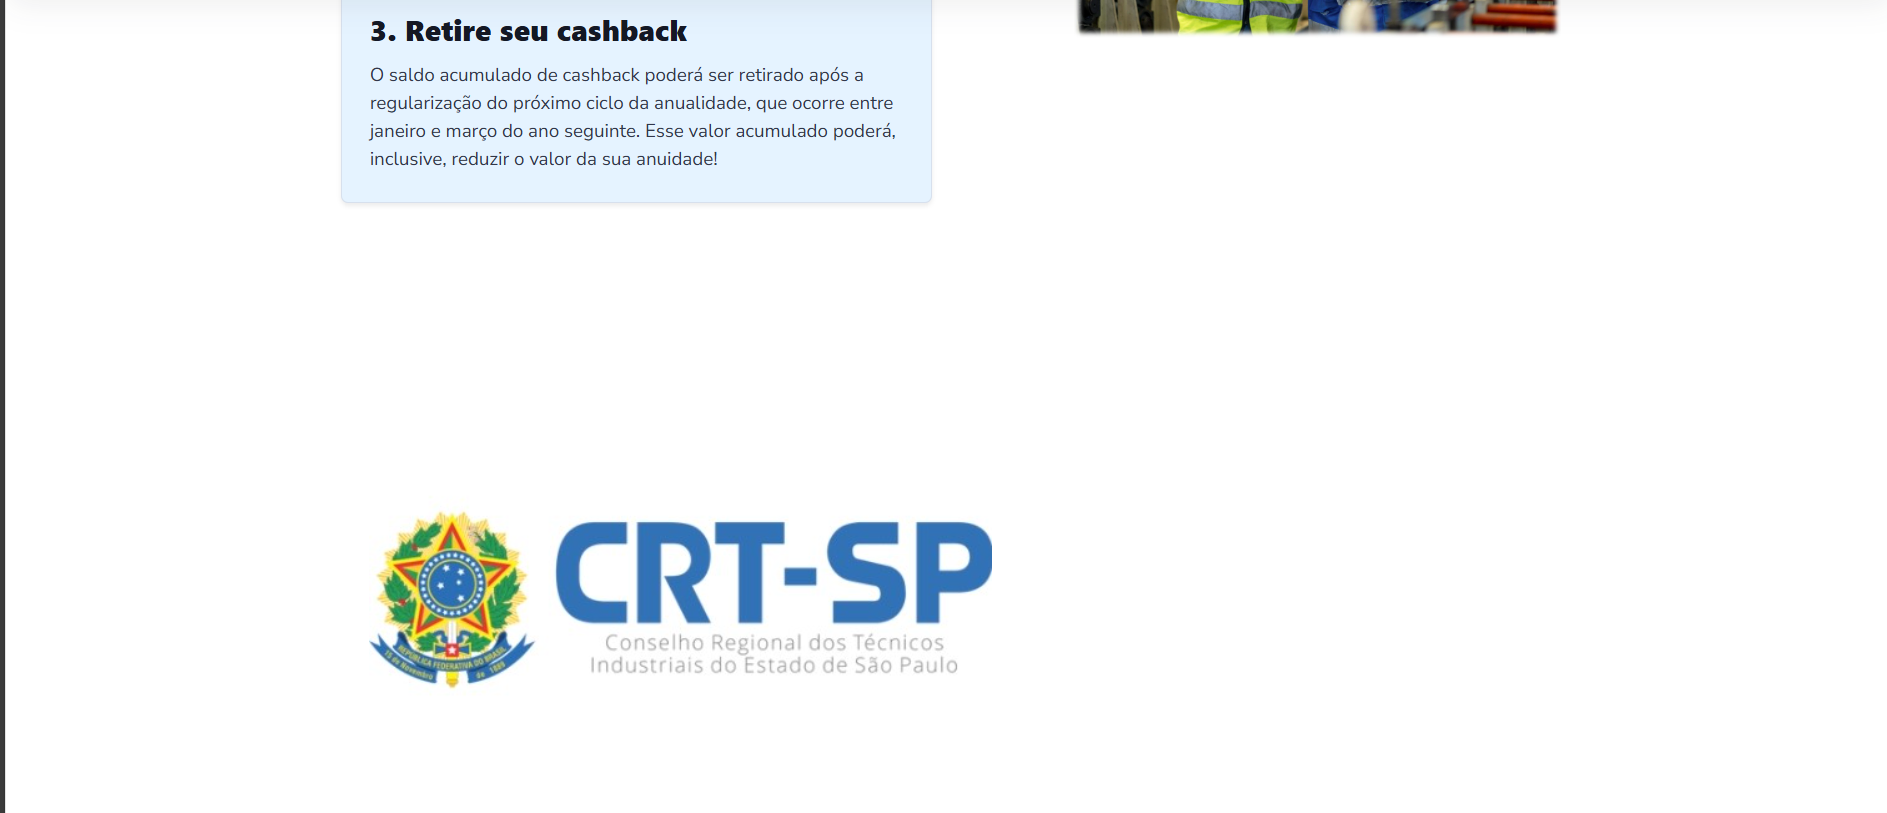 3. Retire seu cashback
O saldo acumulado de cashback poderá ser retirado após a
regularização do próximo ciclo da anualidade, que ocorre entre
janeiro e março do ano seguinte. Esse valor acumulado poderá,
inclusive, reduzir o valor da sua anuidade!
CRT-SP
Conselho Regional dos Técnicos
Industriais do Estado de São Paulo
REPÚBLICA FEDERATIVA DO BRASIL
15 de Novembro
de 1889